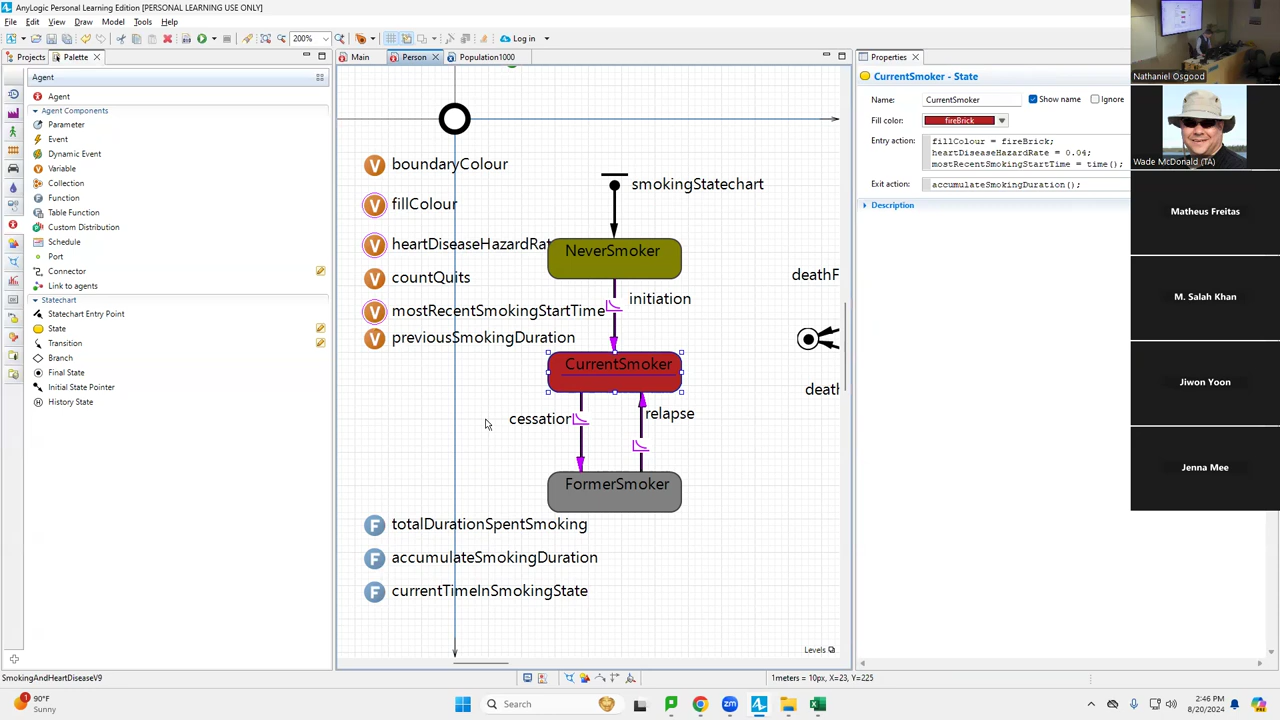 AnyLogic Personal Learning Edition [PERSONAL LEARNING USE ONLY]
File Edit View Draw Model Tools Help
200% Log in
Projects Palette
Main Person Population1000
Properties
Agent
Agent
Agent Components
Parameter
Event
Dynamic Event
Variable
Collection
Function
Table Function
Custom Distribution
Schedule
Port
Connector
Link to agents
Statechart
Statechart Entry Point
State
Transition
Branch
Final State
Initial State Pointer
History State
V boundaryColour
V fillColour
V heartDiseaseHazardRat
V countQuits
V mostRecentSmokingStartTime
V previousSmokingDuration
smokingStatechart
NeverSmoker
initiation
CurrentSmoker
cessation
relapse
FormerSmoker
deathF
death
F totalDurationSpentSmoking
F accumulateSmokingDuration
F currentTimeInSmokingState
Levels
CurrentSmoker - State
Name: CurrentSmoker Show name Ignore
Fill color: fireBrick
Entry action: fillColour = fireBrick;
heartDiseaseHazardRate = 0.04;
mostRecentSmokingStartTime = time();
Exit action: accumulateSmokingDuration();
Description
Nathaniel Osgood
Wade McDonald (TA)
Matheus Freitas
M. Salah Khan
Jiwon Yoon
Jenna Mee
SmokingAndHeartDiseaseV9
1meters = 10px, X=23, Y=225
1
90°F
Sunny
Search
2:46 PM
8/20/2024